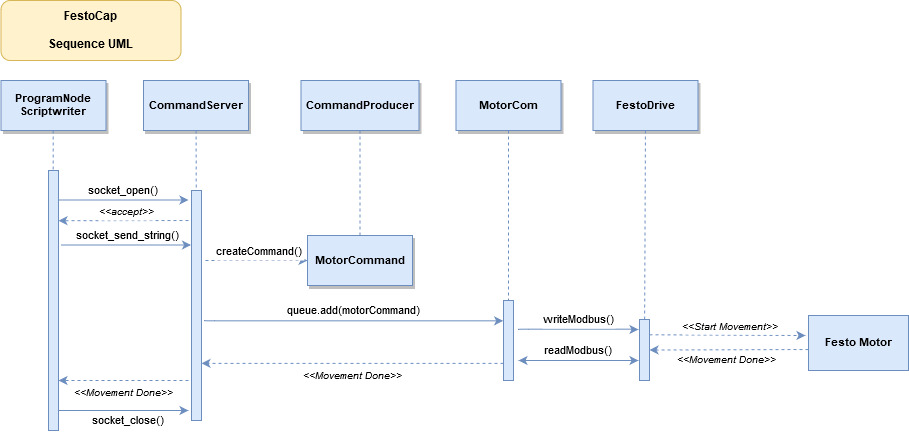 FestoCap
Sequence UML
ProgramNode
Scriptwriter
CommandServer
CommandProducer
MotorCom
FestoDrive
socket_open()
<<accept>>
socket_send_string()
createCommand()
MotorCommand
queue.add(motorCommand)
writeModbus()
<<Start Movement>>
Festo Motor
readModbus()
<<Movement Done>>
<<Movement Done>>
<<Movement Done>>
socket_close()